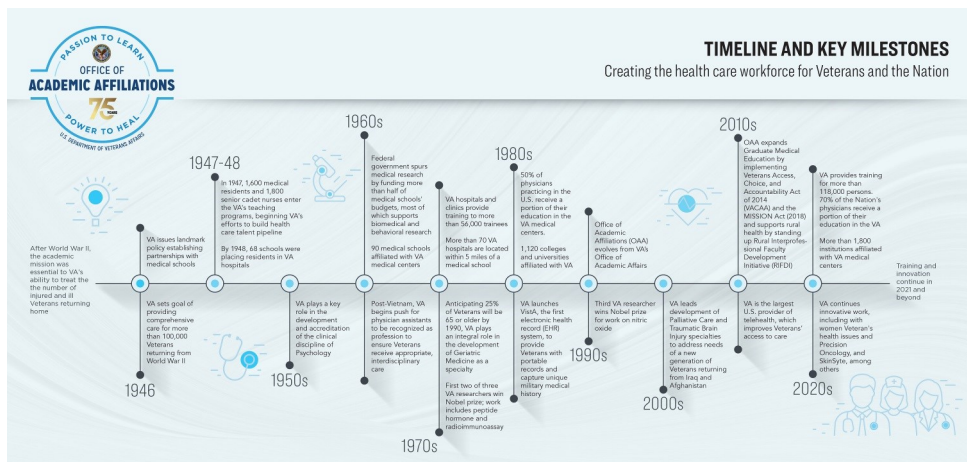 PASSION TO LEARN
OFFICE OF
ACADEMIC AFFILIATIONS
75
YEARS
POWER TO HEAL
U.S. DEPARTMENT OF VETERANS AFFAIRS
TIMELINE AND KEY MILESTONES
Creating the health care workforce for Veterans and the Nation
After World War II,
the academic
mission was
essential to VA's
ability to treat the
the number of
injured and ill
Veterans returning
home
VA issues landmark
policy establishing
partnerships with
medical schools
VA sets goal of
providing
comprehensive
care for more
than 100,000
Veterans
returning from
World War II
1946
1947-48
In 1947, 1,600 medical
residents and 1,800
senior cadet nurses enter
the VA's teaching
programs, beginning VA's
efforts to build health
care talent pipeline
By 1948, 68 schools were
placing residents in VA
hospitals
VA plays a key
role in the
development
and accreditation
of the clinical
discipline of
Psychology
1950s
1960s
Federal
government spurs
medical research
by funding more
than half of
medical schools'
budgets, most of
which supports
biomedical and
behavioral research
90 medical schools
affiliated with VA
medical centers
Post-Vietnam, VA
begins push for
physician assistants
to be recognized as
profession to
ensure Veterans
receive appropriate,
interdisciplinary
care
VA hospitals and
clinics provide
training to more
than 56,000 trainees
More than 70 VA
hospitals are located
within 5 miles of a
medical school
Anticipating 25%
of Veterans will be
65 or older by
1990, VA plays
an integral role in
the development
of Geriatric
Medicine as a
specialty
First two of three
VA researchers win
Nobel prize; work
includes peptide
hormone and
radioimmunoassay
1970s
1980s
50% of
physicians
practicing in the
U.S. receive a
portion of their
education in the
VA medical
centers.
1,120 colleges
and universities
affiliated with VA
VA launches
VistA, the first
electronic health
record (EHR)
system, to
provide Veterans
with portable
records and
capture unique
military medical
history
Office of
Academic
Affiliations (OAA)
evolves from VA's
Office of
Academic Affairs
Third VA researcher
wins Nobel Prize
for work on nitric
oxide
1990s
VA leads
development of
Palliative Care and
Traumatic Brain
Injury specialties
to address needs
of a new
generation of
Veterans returning
from Iraq and
Afghanistan
2000s
2010s
OAA expands
Graduate Medical
Education by
implementing
Veterans Access,
Choice, and
Accountability Act
of 2014
(VACAA) and the
MISSION Act (2018)
and supports rural
health by standing
up Rural Interprofes-
sional Faculty
Development
Initiative (RIFDI)
VA is the largest
U.S. provider of
telehealth, which
improves Veterans'
access to care
VA provides training
for more than
118,000 persons.
70% of the Nation's
physicians receive a
portion of their
education in the VA
More than 1,800
institutions affiliated
with VA medical
centers
VA continues
innovative work,
including with
women Veteran's
health issues and
Precision
Oncology, and
SkinSyte, among
others
2020s
Training and
innovation
continue in
2021 and
beyond